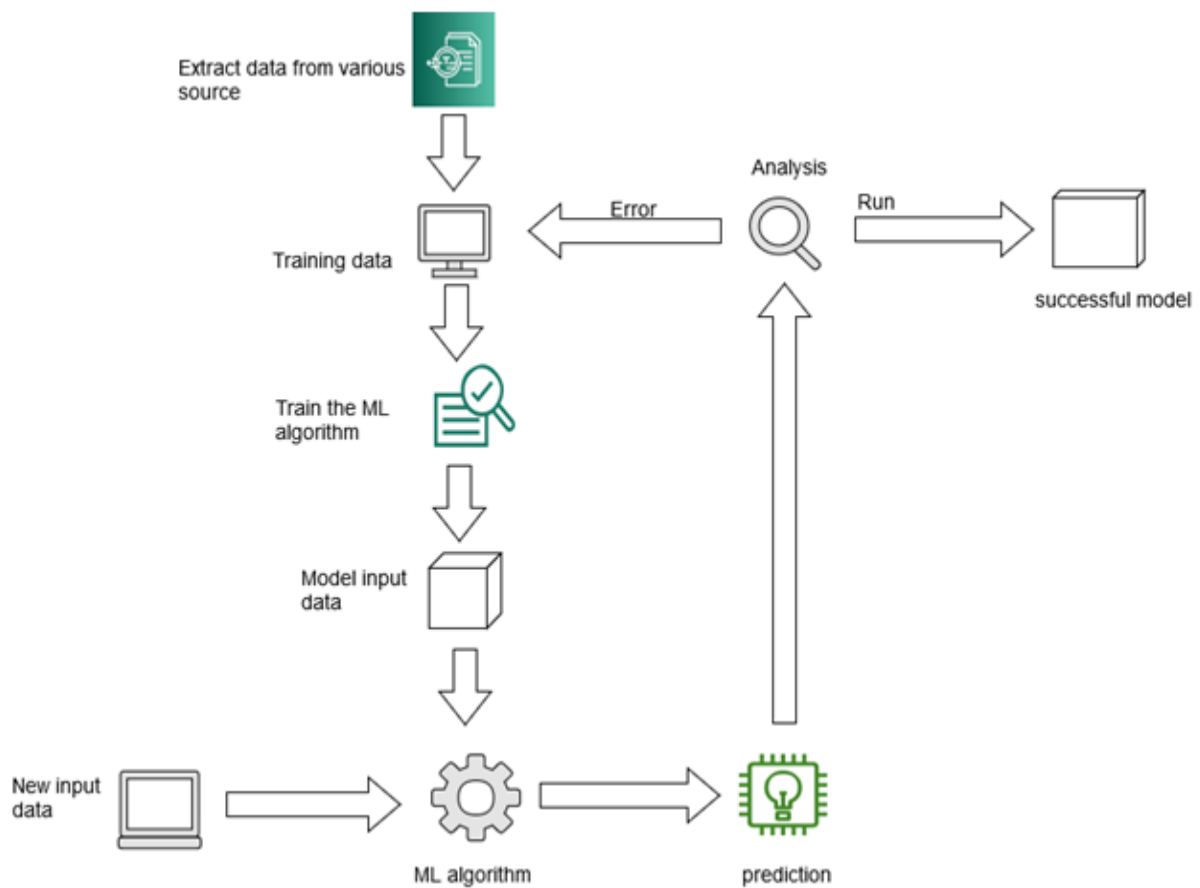 Extract data from various
source
Analysis
Error
Run
Training data
successful model
Train the ML
algorithm
Model input
data
New input
data
ML algorithm
prediction